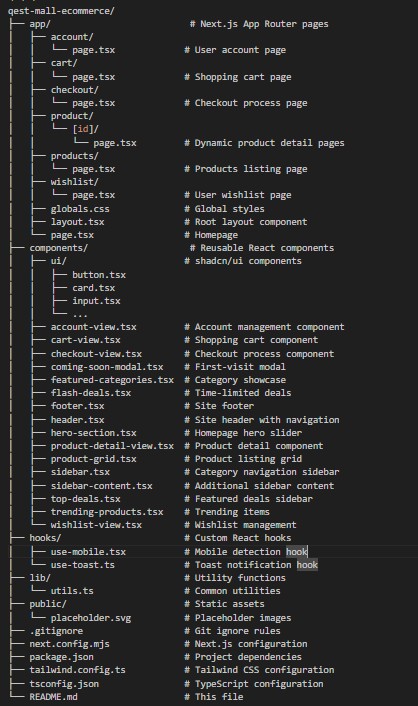 qest-mall-ecommerce/
├── app/                          # Next.js App Router pages
│   ├── account/
│   │   └── page.tsx             # User account page
│   ├── cart/
│   │   └── page.tsx             # Shopping cart page
│   ├── checkout/
│   │   └── page.tsx             # Checkout process page
│   ├── product/
│   │   └── [id]/
│   │       └── page.tsx         # Dynamic product detail pages
│   ├── products/
│   │   └── page.tsx             # Products listing page
│   ├── wishlist/
│   │   └── page.tsx             # User wishlist page
│   ├── globals.css              # Global styles
│   ├── layout.tsx               # Root layout component
│   └── page.tsx                 # Homepage
├── components/                   # Reusable React components
│   ├── ui/                      # shadcn/ui components
│   │   ├── button.tsx
│   │   ├── card.tsx
│   │   ├── input.tsx
│   │   └── ...
│   ├── account-view.tsx         # Account management component
│   ├── cart-view.tsx            # Shopping cart component
│   ├── checkout-view.tsx        # Checkout process component
│   ├── coming-soon-modal.tsx    # First-visit modal
│   ├── featured-categories.tsx  # Category showcase
│   ├── flash-deals.tsx          # Time-limited deals
│   ├── footer.tsx               # Site footer
│   ├── header.tsx               # Site header with navigation
│   ├── hero-section.tsx         # Homepage hero slider
│   ├── product-detail-view.tsx  # Product detail component
│   ├── product-grid.tsx         # Product listing grid
│   ├── sidebar.tsx              # Category navigation sidebar
│   ├── sidebar-content.tsx      # Additional sidebar content
│   ├── top-deals.tsx            # Featured deals sidebar
│   ├── trending-products.tsx    # Trending items
│   └── wishlist-view.tsx        # Wishlist management
├── hooks/                       # Custom React hooks
│   ├── use-mobile.tsx           # Mobile detection hook
│   └── use-toast.ts             # Toast notification hook
├── lib/                         # Utility functions
│   └── utils.ts                 # Common utilities
├── public/                      # Static assets
│   └── placeholder.svg          # Placeholder images
├── .gitignore                   # Git ignore rules
├── next.config.mjs              # Next.js configuration
├── package.json                 # Project dependencies
├── tailwind.config.ts           # Tailwind CSS configuration
├── tsconfig.json                # TypeScript configuration
└── README.md                    # This file